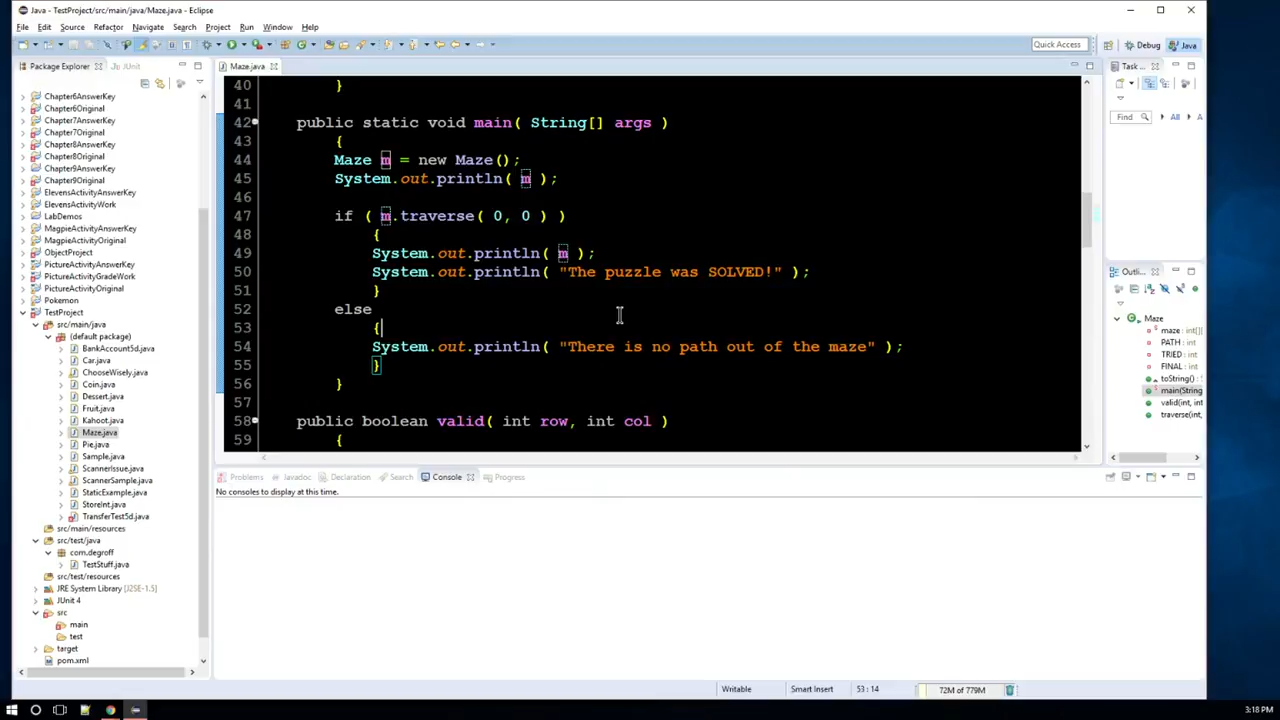 Java - TestProject/src/main/java/Maze.java - Eclipse
File Edit Source Refactor Navigate Search Project Run Window Help
Quick Access Debug Java
Package Explorer JUnit
Chapter6AnswerKey
Chapter6Original
Chapter7AnswerKey
Chapter7Original
Chapter8AnswerKey
Chapter8Original
Chapter9AnswerKey
Chapter9Original
ElevensActivityAnswerKey
ElevensActivityWork
LabDemos
MagpieActivityAnswerKey
MagpieActivityOriginal
ObjectProject
PictureActivityAnswerKey
PictureActivityGradeWork
PictureActivityOriginal
Pokemon
TestProject
src/main/java
(default package)
BankAccount5d.java
Car.java
ChooseWisely.java
Coin.java
Dessert.java
Fruit.java
Kahoot.java
Maze.java
Pie.java
Sample.java
ScannerIssue.java
ScannerSample.java
StaticExample.java
StoreInt.java
TransferTest5d.java
src/main/resources
src/test/java
com.degroff
TestStuff.java
src/test/resources
JRE System Library [J2SE-1.5]
JUnit 4
src
main
test
target
pom.xml
Maze.java
40 }
41
42 public static void main( String[] args )
43 {
44 Maze m = new Maze();
45 System.out.println( m );
46
47 if ( m.traverse( 0, 0 ) )
48 {
49 System.out.println( m );
50 System.out.println( "The puzzle was SOLVED!" );
51 }
52 else
53 {
54 System.out.println( "There is no path out of the maze" );
55 }
56 }
57
58 public boolean valid( int row, int col )
59 {
Task ...
Find All
Outli...
Maze
maze : int[][]
PATH : int
TRIED : int
FINAL : int
toString() :
main(String
valid(int, int
traverse(int,
Problems Javadoc Declaration Search Console Progress
No consoles to display at this time.
Writable Smart Insert 53 : 14 72M of 779M
3:18 PM